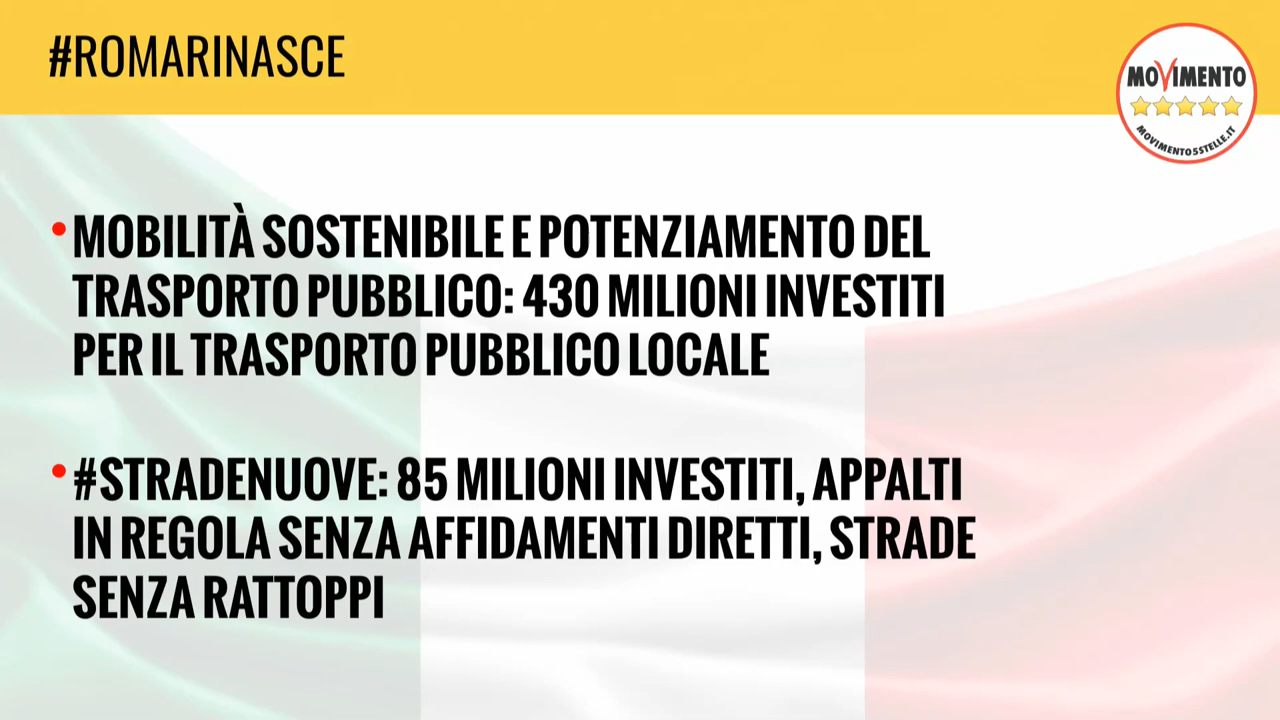 #ROMARINASCE
MOVIMENTO
MOVIMENTO5STELLE.IT
•MOBILITÀ SOSTENIBILE E POTENZIAMENTO DEL
TRASPORTO PUBBLICO: 430 MILIONI INVESTITI
PER IL TRASPORTO PUBBLICO LOCALE
•#STRADENUOVE: 85 MILIONI INVESTITI, APPALTI
IN REGOLA SENZA AFFIDAMENTI DIRETTI, STRADE
SENZA RATTOPPI